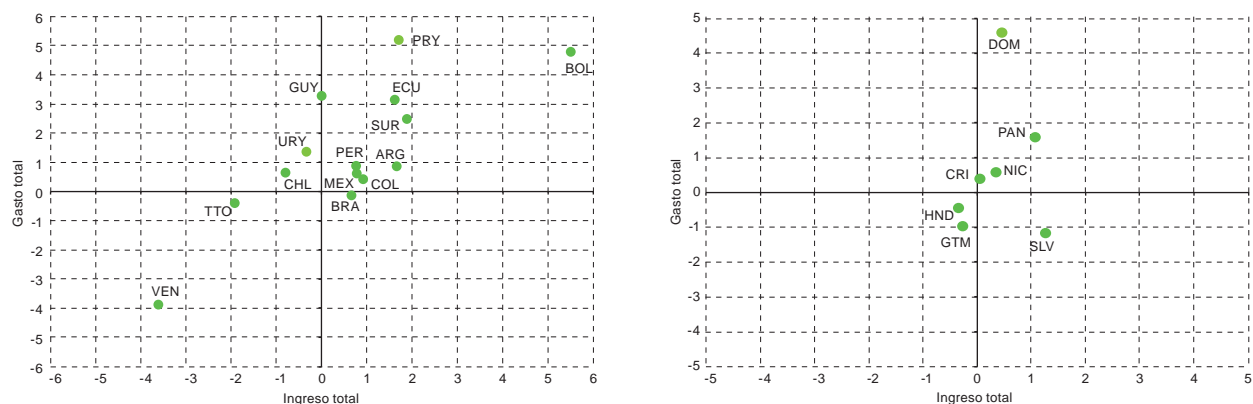 6
5
4
3
2
1
0
-1
-2
-3
-4
-5
-6
Gasto total
PRY
BOL
GUY
ECU
SUR
URY
PER
ARG
CHL
MEX
COL
BRA
TTO
VEN
-6 -5 -4 -3 -2 -1 0 1 2 3 4 5 6
Ingreso total
5
4
3
2
1
0
-1
-2
-3
-4
-5
Gasto total
DOM
PAN
CRI
NIC
HND
GTM
SLV
-5 -4 -3 -2 -1 0 1 2 3 4 5
Ingreso total